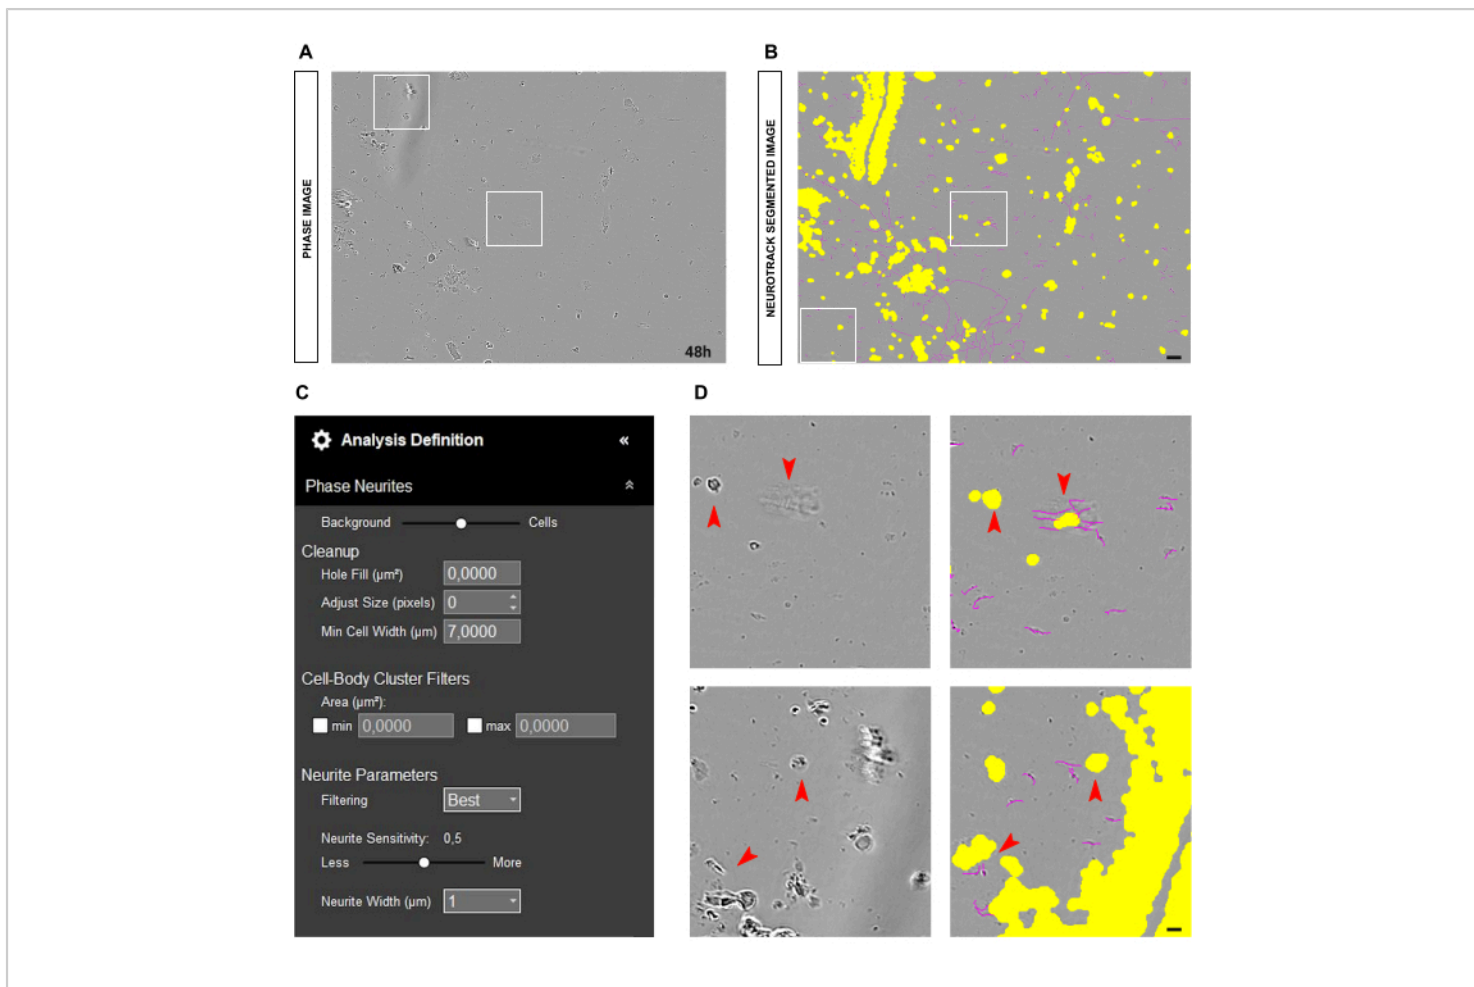 A
B
PHASE IMAGE
48h
NEUROTRACK SEGMENTED IMAGE
C
D
Analysis Definition «
Phase Neurites
Background Cells
Cleanup
Hole Fill (µm²) 0,0000
Adjust Size (pixels) 0
Min Cell Width (µm) 7,0000
Cell-Body Cluster Filters
Area (µm²):
min 0,0000 max 0,0000
Neurite Parameters
Filtering Best
Neurite Sensitivity: 0,5
Less More
Neurite Width (µm) 1